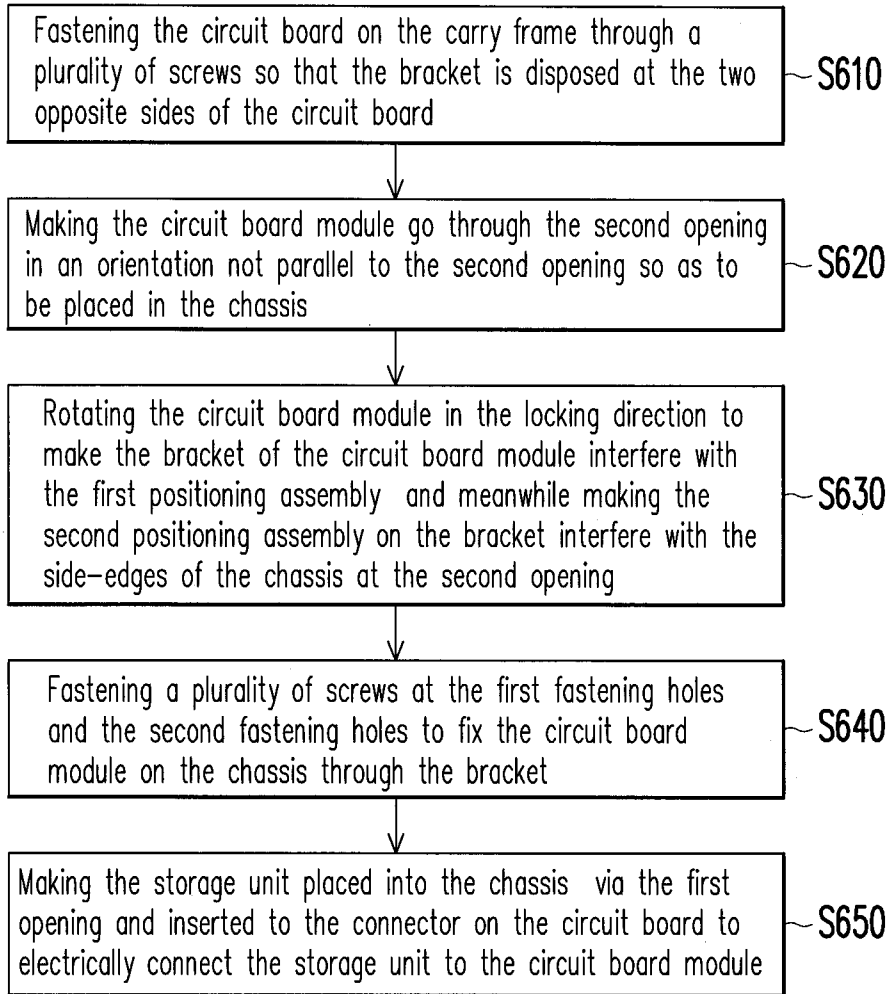 Fastening the circuit board on the carry frame through a
plurality of screws so that the bracket is disposed at the two
opposite sides of the circuit board
S610
Making the circuit board module go through the second opening
in an orientation not parallel to the second opening so as to
be placed in the chassis
S620
Rotating the circuit board module in the locking direction to
make the bracket of the circuit board module interfere with
the first positioning assembly and meanwhile making the
second positioning assembly on the bracket interfere with the
side-edges of the chassis at the second opening
S630
Fastening a plurality of screws at the first fastening holes
and the second fastening holes to fix the circuit board
module on the chassis through the bracket
S640
Making the storage unit placed into the chassis via the first
opening and inserted to the connector on the circuit board to
electrically connect the storage unit to the circuit board module
S650